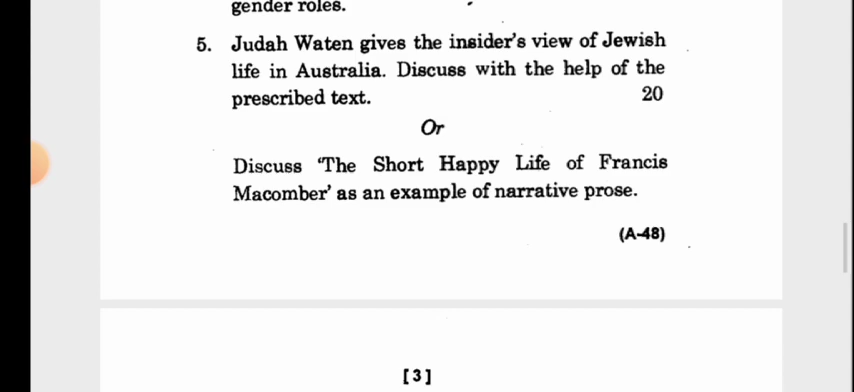 gender roles.
5. Judah Waten gives the insider's view of Jewish
life in Australia. Discuss with the help of the
prescribed text. 20
Or
Discuss 'The Short Happy Life of Francis
Macomber' as an example of narrative prose.
(A-48)
[3]